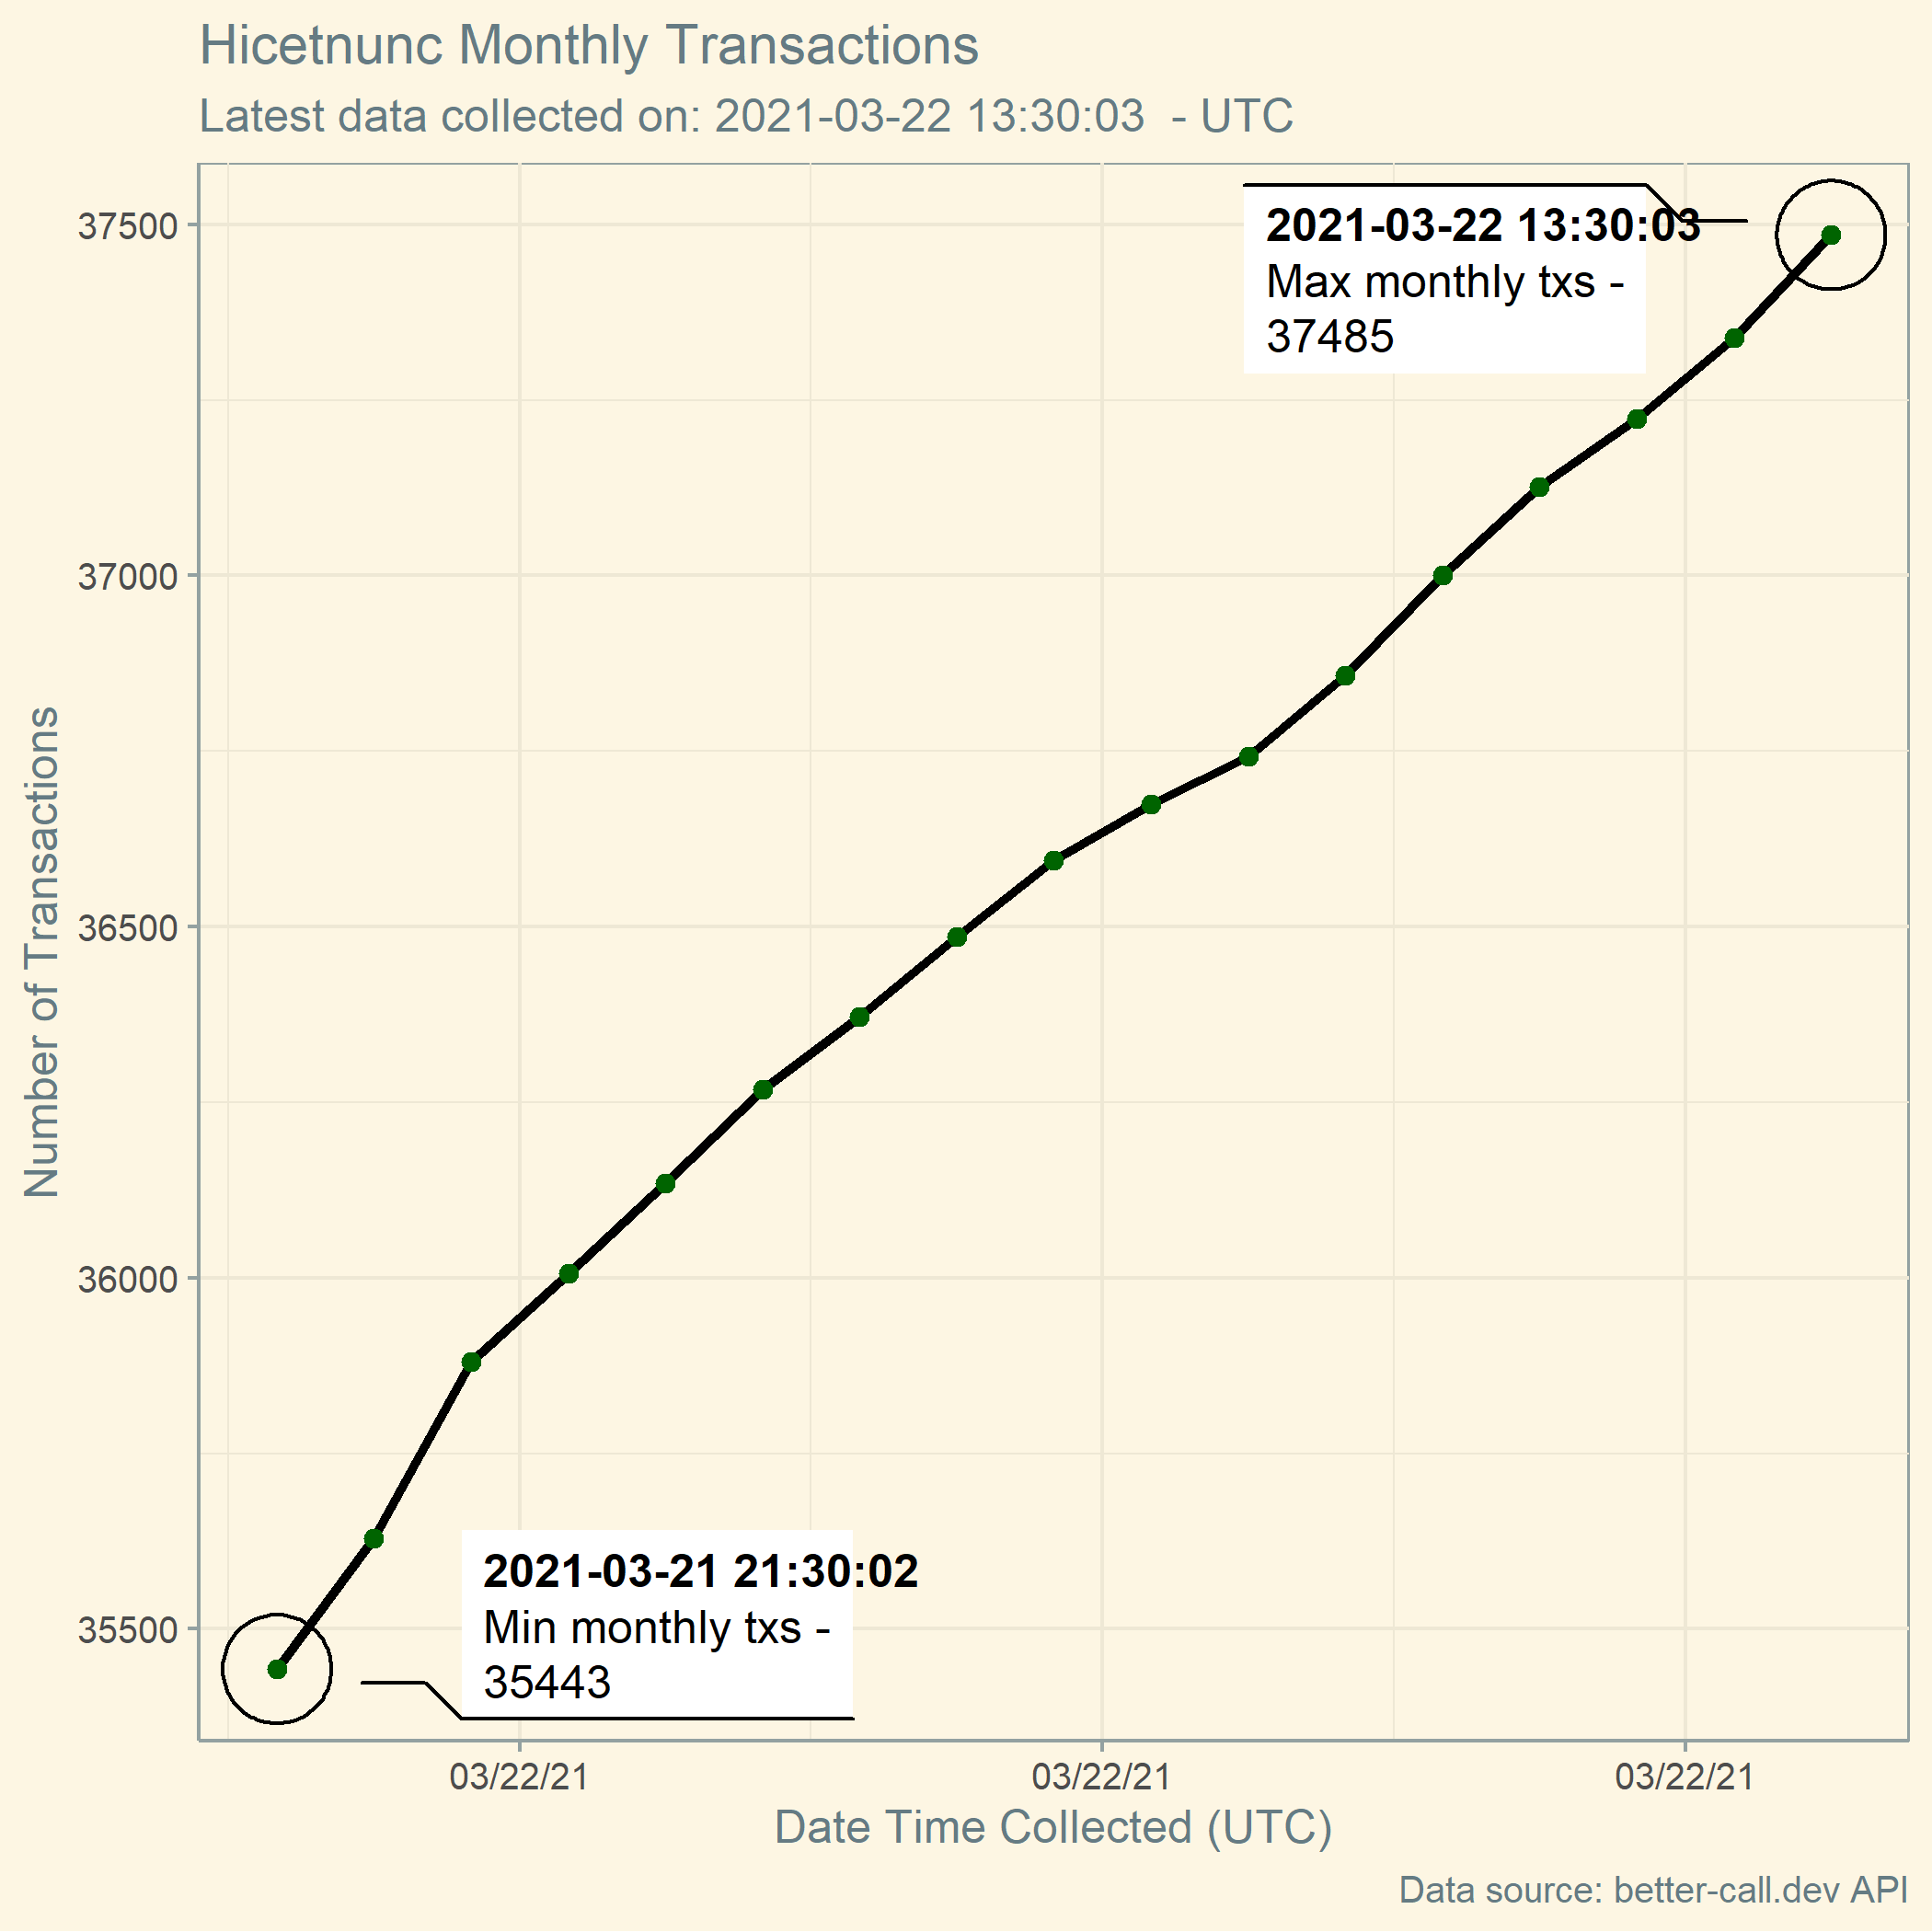 Hicetnunc Monthly Transactions
Latest data collected on: 2021-03-22 13:30:03  - UTC
37500
37000
36500
36000
35500
Number of Transactions
2021-03-22 13:30:03
Max monthly txs -
37485
2021-03-21 21:30:02
Min monthly txs -
35443
03/22/21 03/22/21 03/22/21
Date Time Collected (UTC)
Data source: better-call.dev API